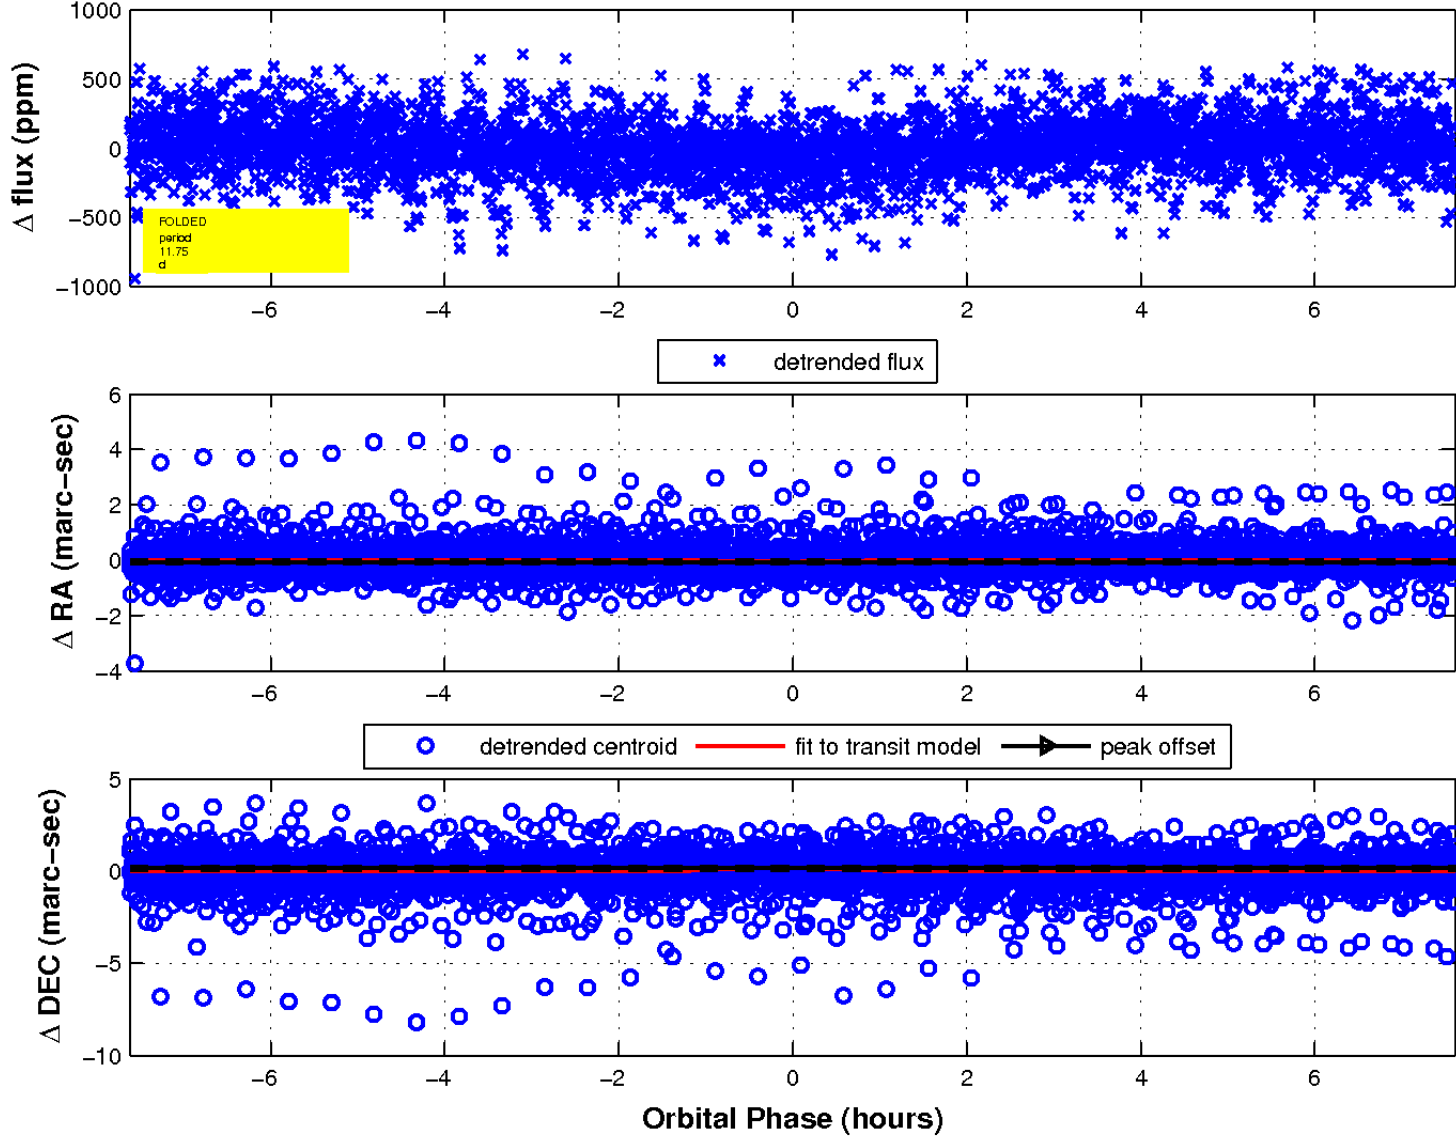 1000
500
0
−500
−1000
Δ flux (ppm)
FOLDED
period
11.75
d
−6 −4 −2 0 2 4 6
detrended flux
6
4
2
0
−2
−4
Δ RA (marc−sec)
−6 −4 −2 0 2 4 6
detrended centroid fit to transit model peak offset
5
0
−5
−10
Δ DEC (marc−sec)
−6 −4 −2 0 2 4 6
Orbital Phase (hours)